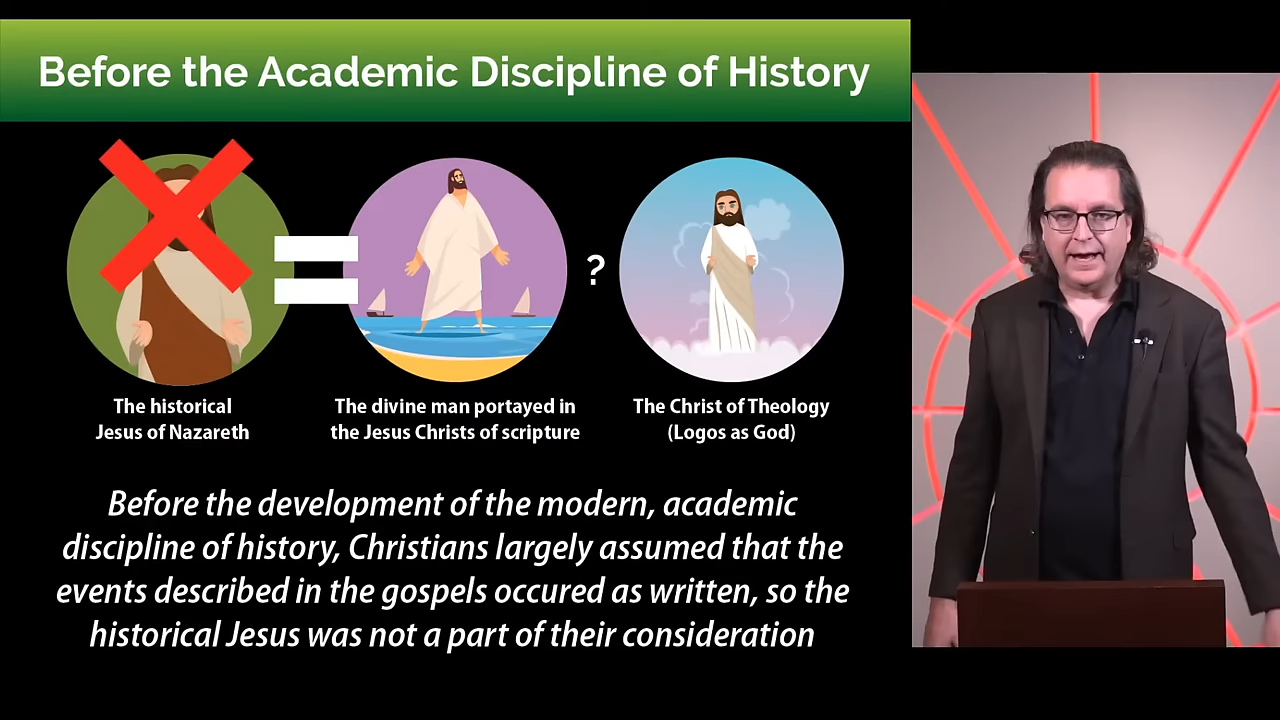 Before the Academic Discipline of History
?
The historical
Jesus of Nazareth
The divine man portayed in
the Jesus Christs of scripture
The Christ of Theology
(Logos as God)
Before the development of the modern, academic
discipline of history, Christians largely assumed that the
events described in the gospels occured as written, so the
historical Jesus was not a part of their consideration